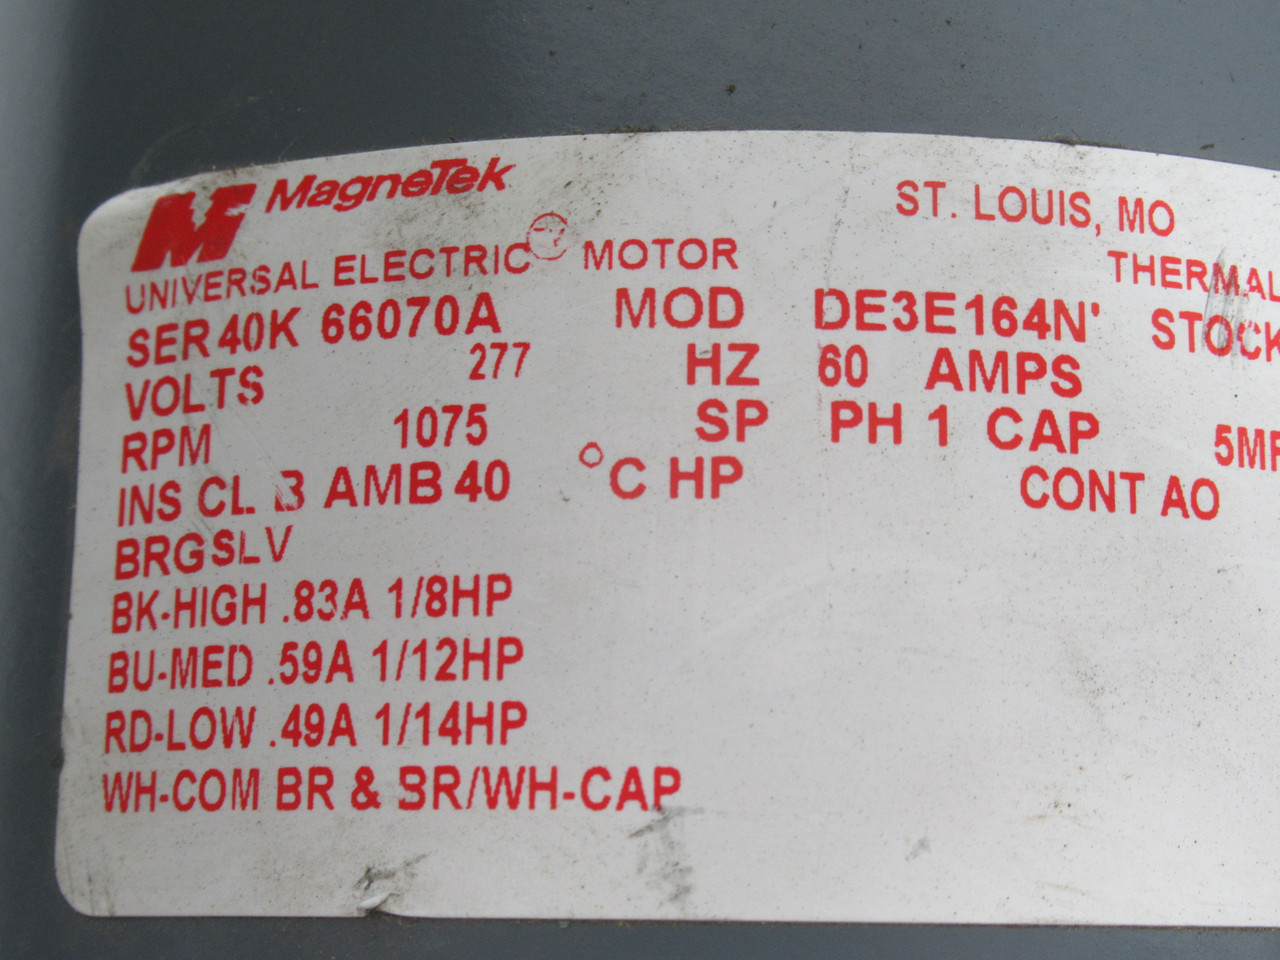 MagneTek
ST. LOUIS, MO
UNIVERSAL ELECTRIC MOTOR
THERMAL
SER 40K 66070A MOD DE3E164N' STOCK
VOLTS 277 HZ 60 AMPS
RPM 1075 SP PH 1 CAP 5MF
INS CL B AMB 40 °C HP CONT AO
BRG SLV
BK-HIGH .83A 1/8HP
BU-MED .59A 1/12HP
RD-LOW .49A 1/14HP
WH-COM BR & BR/WH-CAP